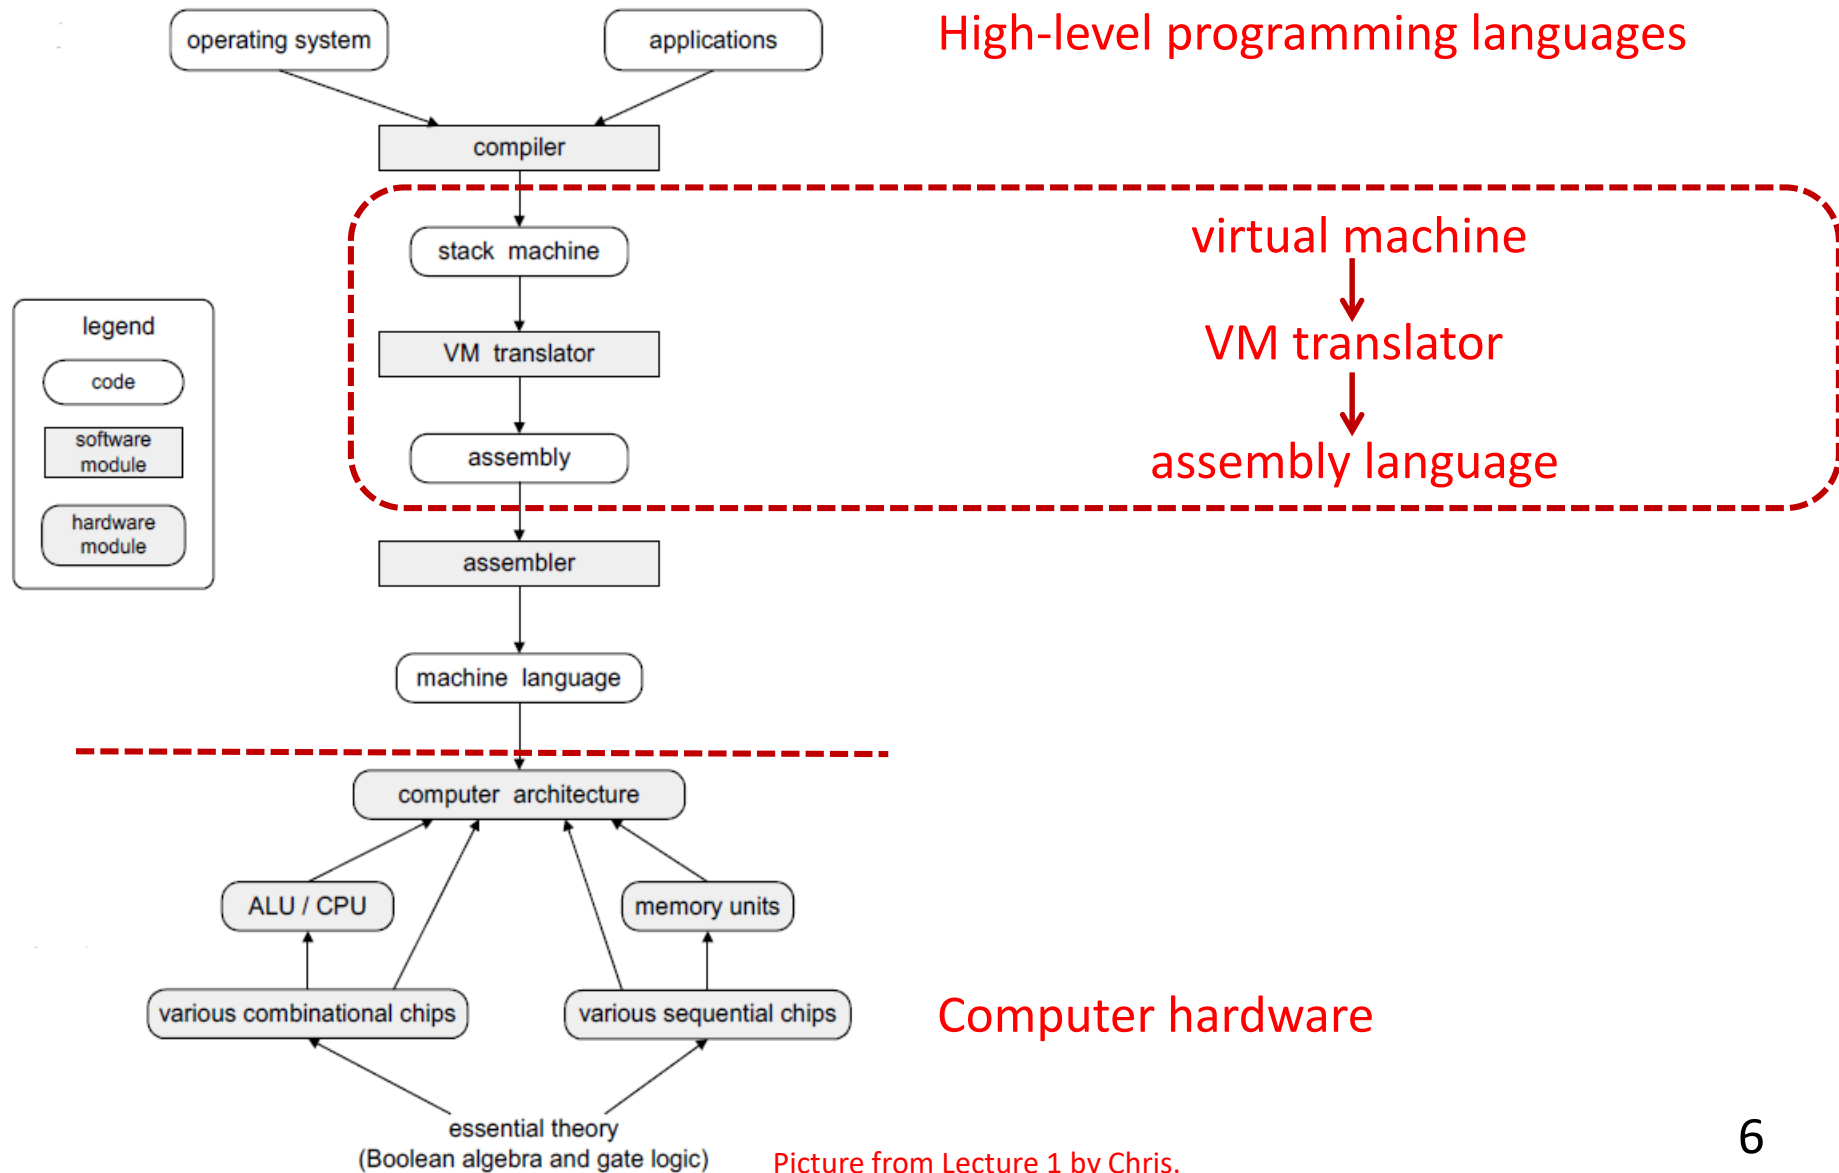 operating system
applications
High-level programming languages
compiler
stack machine
virtual machine
legend
code
software
module
hardware
module
VM translator
VM translator
assembly
assembly language
assembler
machine language
computer architecture
ALU / CPU
memory units
various combinational chips
various sequential chips
Computer hardware
essential theory
(Boolean algebra and gate logic)
Picture from Lecture 1 by Chris.
6